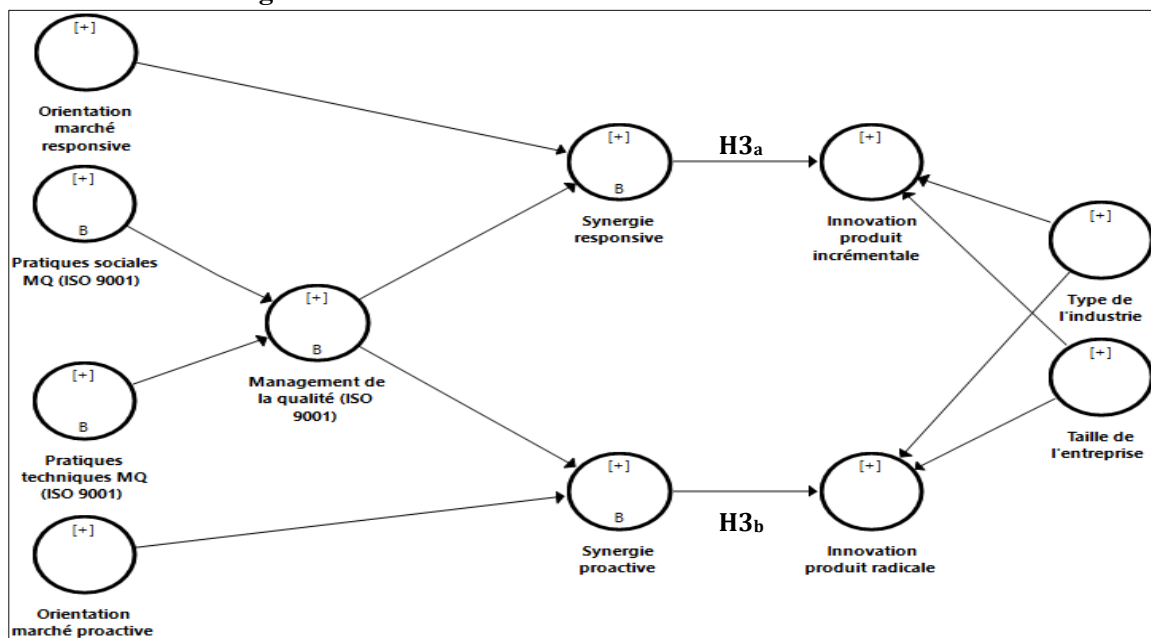 [+]
Orientation
marché
responsive
[+]
B
Pratiques sociales
MQ (ISO 9001)
[+]
B
Pratiques
techniques MQ
(ISO 9001)
[+]
Orientation
marché proactive
[+]
B
Management de
la qualité (ISO
9001)
[+]
B
Synergie
responsive
[+]
B
Synergie
proactive
H3a
H3b
[+]
Innovation
produit
incrémentale
[+]
Innovation
produit radicale
[+]
Type de
l'industrie
[+]
Taille de
l'entreprise